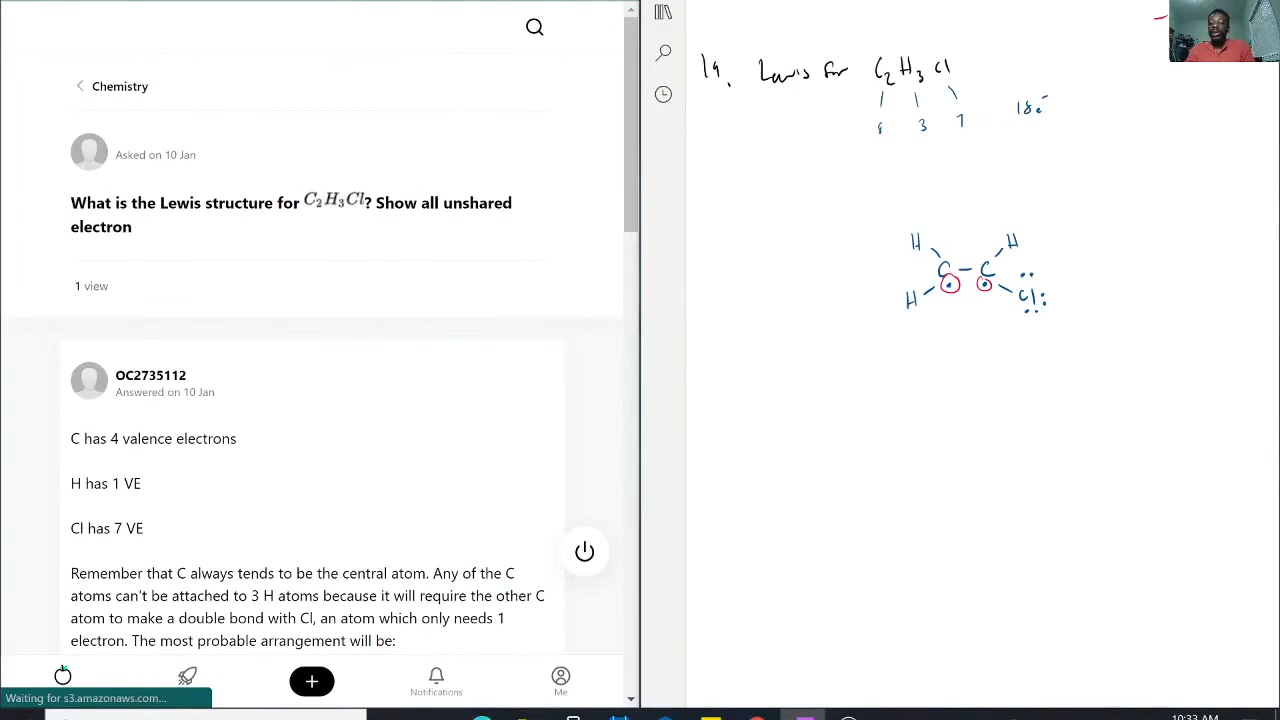 Chemistry
Asked on 10 Jan
What is the Lewis structure for C₂H₃Cl? Show all unshared
electron
1 view
OC2735112
Answered on 10 Jan
C has 4 valence electrons
H has 1 VE
Cl has 7 VE
Remember that C always tends to be the central atom. Any of the C
atoms can't be attached to 3 H atoms because it will require the other C
atom to make a double bond with Cl, an atom which only needs 1
electron. The most probable arrangement will be:
Notifications
Me
Waiting for s3.amazonaws.com...
19. Lewis for C₂H₃Cl
8 3 7 18e⁻
H H
C – C
H Cl
10:33 AM